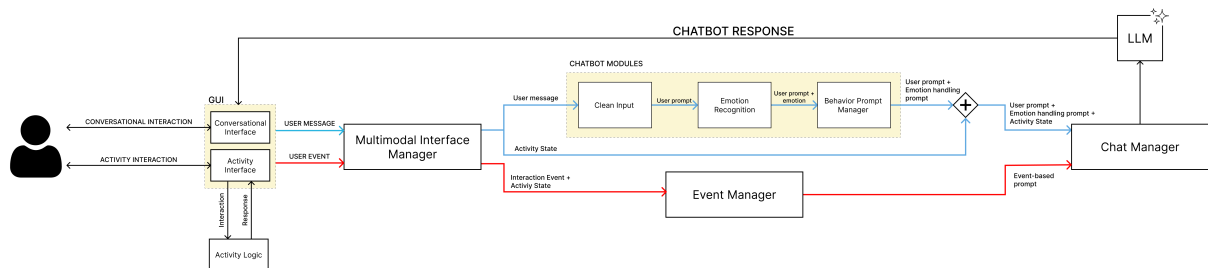 CHATBOT RESPONSE
LLM
CHATBOT MODULES
GUI
CONVERSATIONAL INTERACTION
Conversational
Interface
USER MESSAGE
ACTIVITY INTERACTION
Activity
Interface
USER EVENT
Interaction
Response
Activity Logic
Multimodal Interface
Manager
User message
Clean Input
User prompt
Emotion
Recognition
User prompt +
emotion
Behavior Prompt
Manager
User prompt +
Emotion handling
prompt
Activity State
User prompt +
Emotion handling prompt +
Activity State
Interaction Event +
Activiy State
Event Manager
Event-based
prompt
Chat Manager